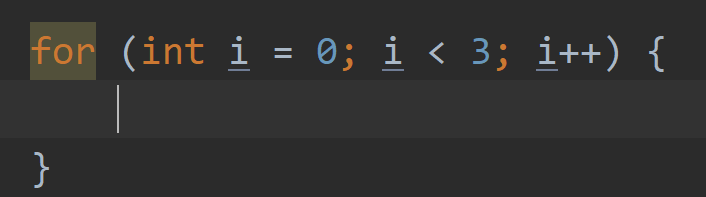 for (int i = 0; i < 3; i++) {
}